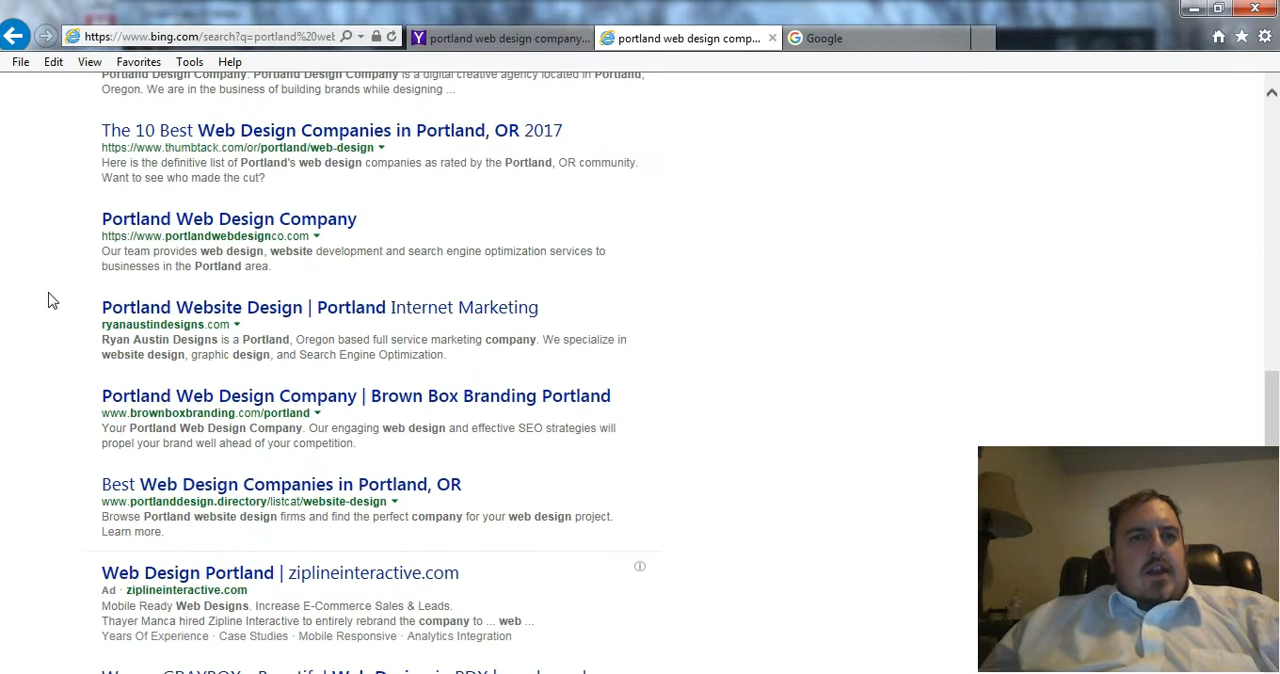 https://www.bing.com/search?q=portland%20wet
portland web design company...
portland web design comp...
Google
File Edit View Favorites Tools Help
Portland Design Company. Portland Design Company is a digital creative agency located in Portland,
Oregon. We are in the business of building brands while designing ...
The 10 Best Web Design Companies in Portland, OR 2017
https://www.thumbtack.com/or/portland/web-design
Here is the definitive list of Portland's web design companies as rated by the Portland, OR community.
Want to see who made the cut?
Portland Web Design Company
https://www.portlandwebdesignco.com
Our team provides web design, website development and search engine optimization services to
businesses in the Portland area.
Portland Website Design | Portland Internet Marketing
ryanaustindesigns.com
Ryan Austin Designs is a Portland, Oregon based full service marketing company. We specialize in
website design, graphic design, and Search Engine Optimization.
Portland Web Design Company | Brown Box Branding Portland
www.brownboxbranding.com/portland
Your Portland Web Design Company. Our engaging web design and effective SEO strategies will
propel your brand well ahead of your competition.
Best Web Design Companies in Portland, OR
www.portlanddesign.directory/listcat/website-design
Browse Portland website design firms and find the perfect company for your web design project.
Learn more.
Web Design Portland | ziplineinteractive.com
Ad · ziplineinteractive.com
Mobile Ready Web Designs. Increase E-Commerce Sales & Leads.
Thayer Manca hired Zipline Interactive to entirely rebrand the company to ... web ...
Years Of Experience · Case Studies · Mobile Responsive · Analytics Integration